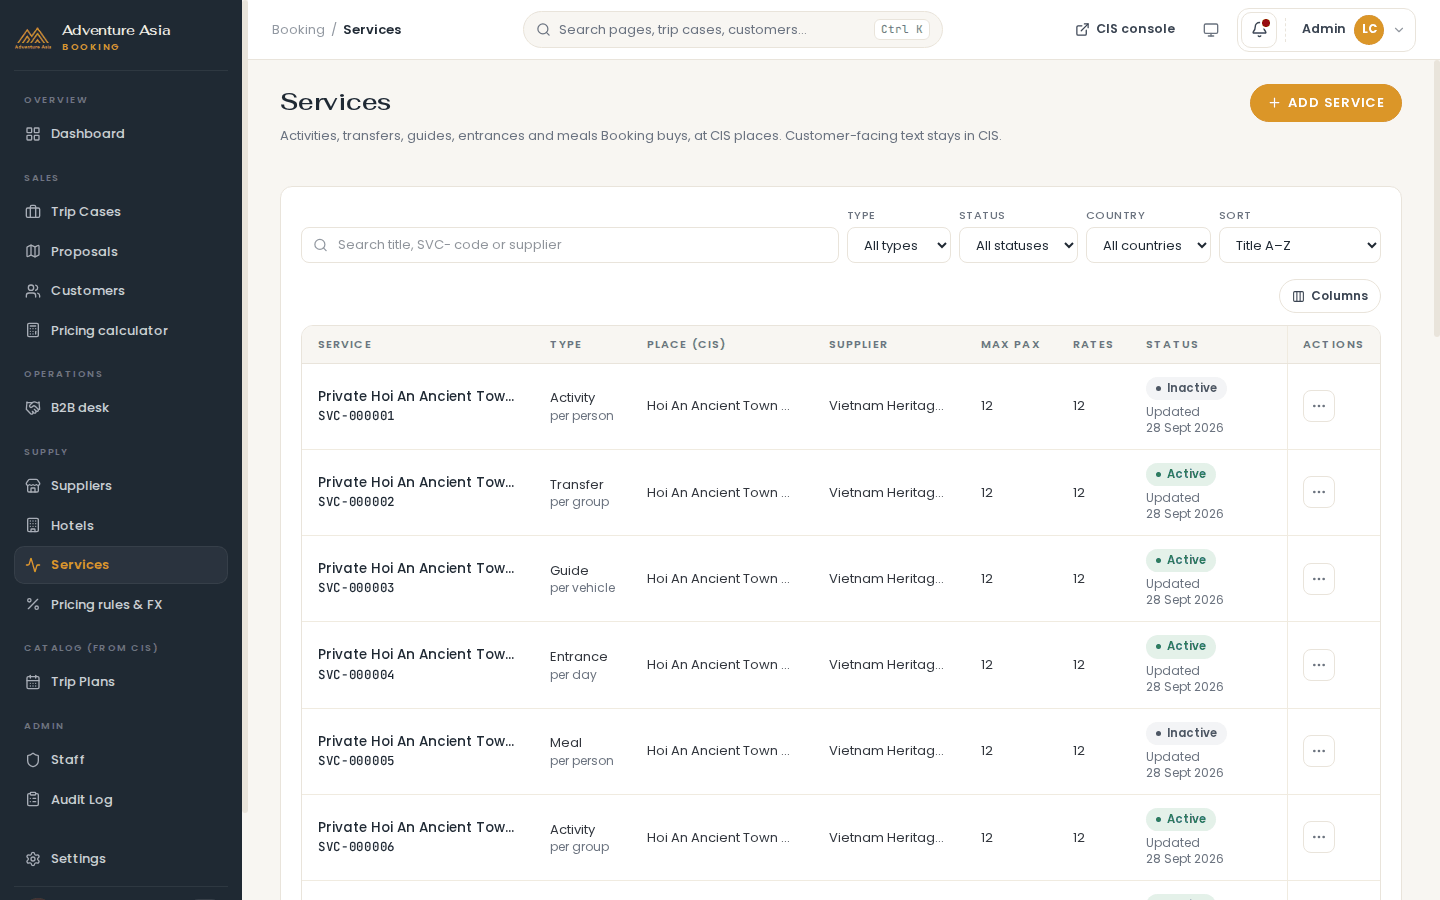 Adventure Asia
BOOKING
Adventure Asia
OVERVIEW
Dashboard
SALES
Trip Cases
Proposals
Customers
Pricing calculator
OPERATIONS
B2B desk
SUPPLY
Suppliers
Hotels
Services
Pricing rules & FX
CATALOG (FROM CIS)
Trip Plans
ADMIN
Staff
Audit Log
Settings
Booking / Services
Search pages, trip cases, customers...
Ctrl K
CIS console
Admin
LC
Services
Activities, transfers, guides, entrances and meals Booking buys, at CIS places. Customer-facing text stays in CIS.
+ ADD SERVICE
TYPE STATUS COUNTRY SORT
Search title, SVC- code or supplier
All types All statuses All countries Title A–Z
Columns
SERVICE TYPE PLACE (CIS) SUPPLIER MAX PAX RATES STATUS ACTIONS
Private Hoi An Ancient Tow... Activity Hoi An Ancient Town ... Vietnam Heritag... 12 12 Inactive
SVC-000001 per person Updated
28 Sept 2026
Private Hoi An Ancient Tow... Transfer Hoi An Ancient Town ... Vietnam Heritag... 12 12 Active
SVC-000002 per group Updated
28 Sept 2026
Private Hoi An Ancient Tow... Guide Hoi An Ancient Town ... Vietnam Heritag... 12 12 Active
SVC-000003 per vehicle Updated
28 Sept 2026
Private Hoi An Ancient Tow... Entrance Hoi An Ancient Town ... Vietnam Heritag... 12 12 Active
SVC-000004 per day Updated
28 Sept 2026
Private Hoi An Ancient Tow... Meal Hoi An Ancient Town ... Vietnam Heritag... 12 12 Inactive
SVC-000005 per person Updated
28 Sept 2026
Private Hoi An Ancient Tow... Activity Hoi An Ancient Town ... Vietnam Heritag... 12 12 Active
SVC-000006 per group Updated
28 Sept 2026